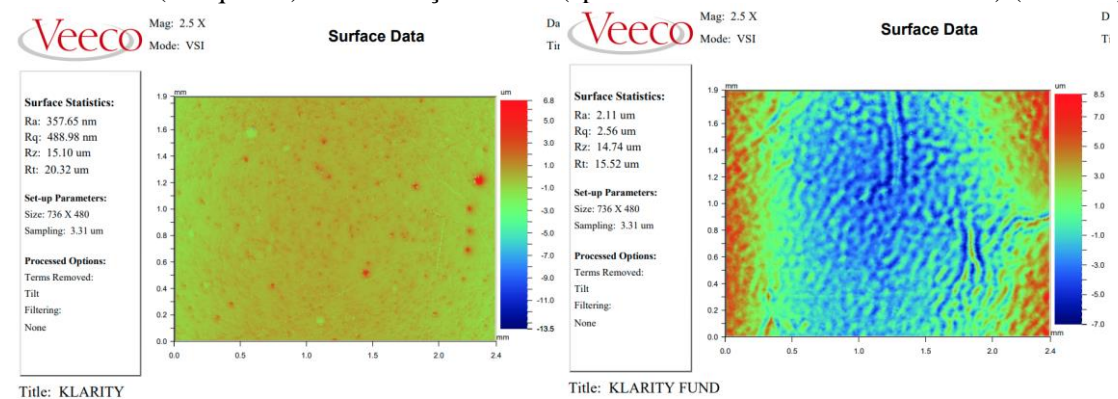 Veeco
Mag: 2.5 X
Mode: VSI
Surface Data
Surface Statistics:
Ra: 357.65 nm
Rq: 488.98 nm
Rz: 15.10 um
Rt: 20.32 um
Set-up Parameters:
Size: 736 X 480
Sampling: 3.31 um
Processed Options:
Terms Removed:
Tilt
Filtering:
None
mm
1.9
1.6
1.4
1.2
1.0
0.8
0.6
0.4
0.2
0.0
0.0 0.5 1.0 1.5 2.0 2.4
mm
um
6.8
5.0
3.0
1.0
-1.0
-3.0
-5.0
-7.0
-9.0
-11.0
-13.5
Title: KLARITY
Veeco
Mag: 2.5 X
Mode: VSI
Surface Data
Surface Statistics:
Ra: 2.11 um
Rq: 2.56 um
Rz: 14.74 um
Rt: 15.52 um
Set-up Parameters:
Size: 736 X 480
Sampling: 3.31 um
Processed Options:
Terms Removed:
Tilt
Filtering:
None
mm
1.9
1.6
1.4
1.2
1.0
0.8
0.6
0.4
0.2
0.0
0.0 0.5 1.0 1.5 2.0 2.4
mm
um
8.5
7.0
5.0
3.0
1.0
-1.0
-3.0
-5.0
-7.0
Title: KLARITY FUND